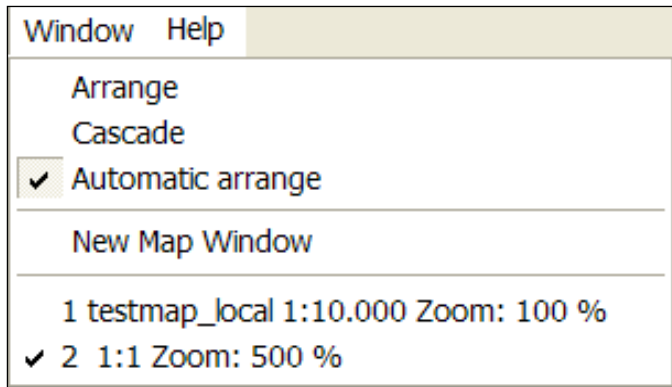 Window Help
Arrange
Cascade
Automatic arrange
New Map Window
1 testmap_local 1:10.000 Zoom: 100 %
2 1:1 Zoom: 500 %